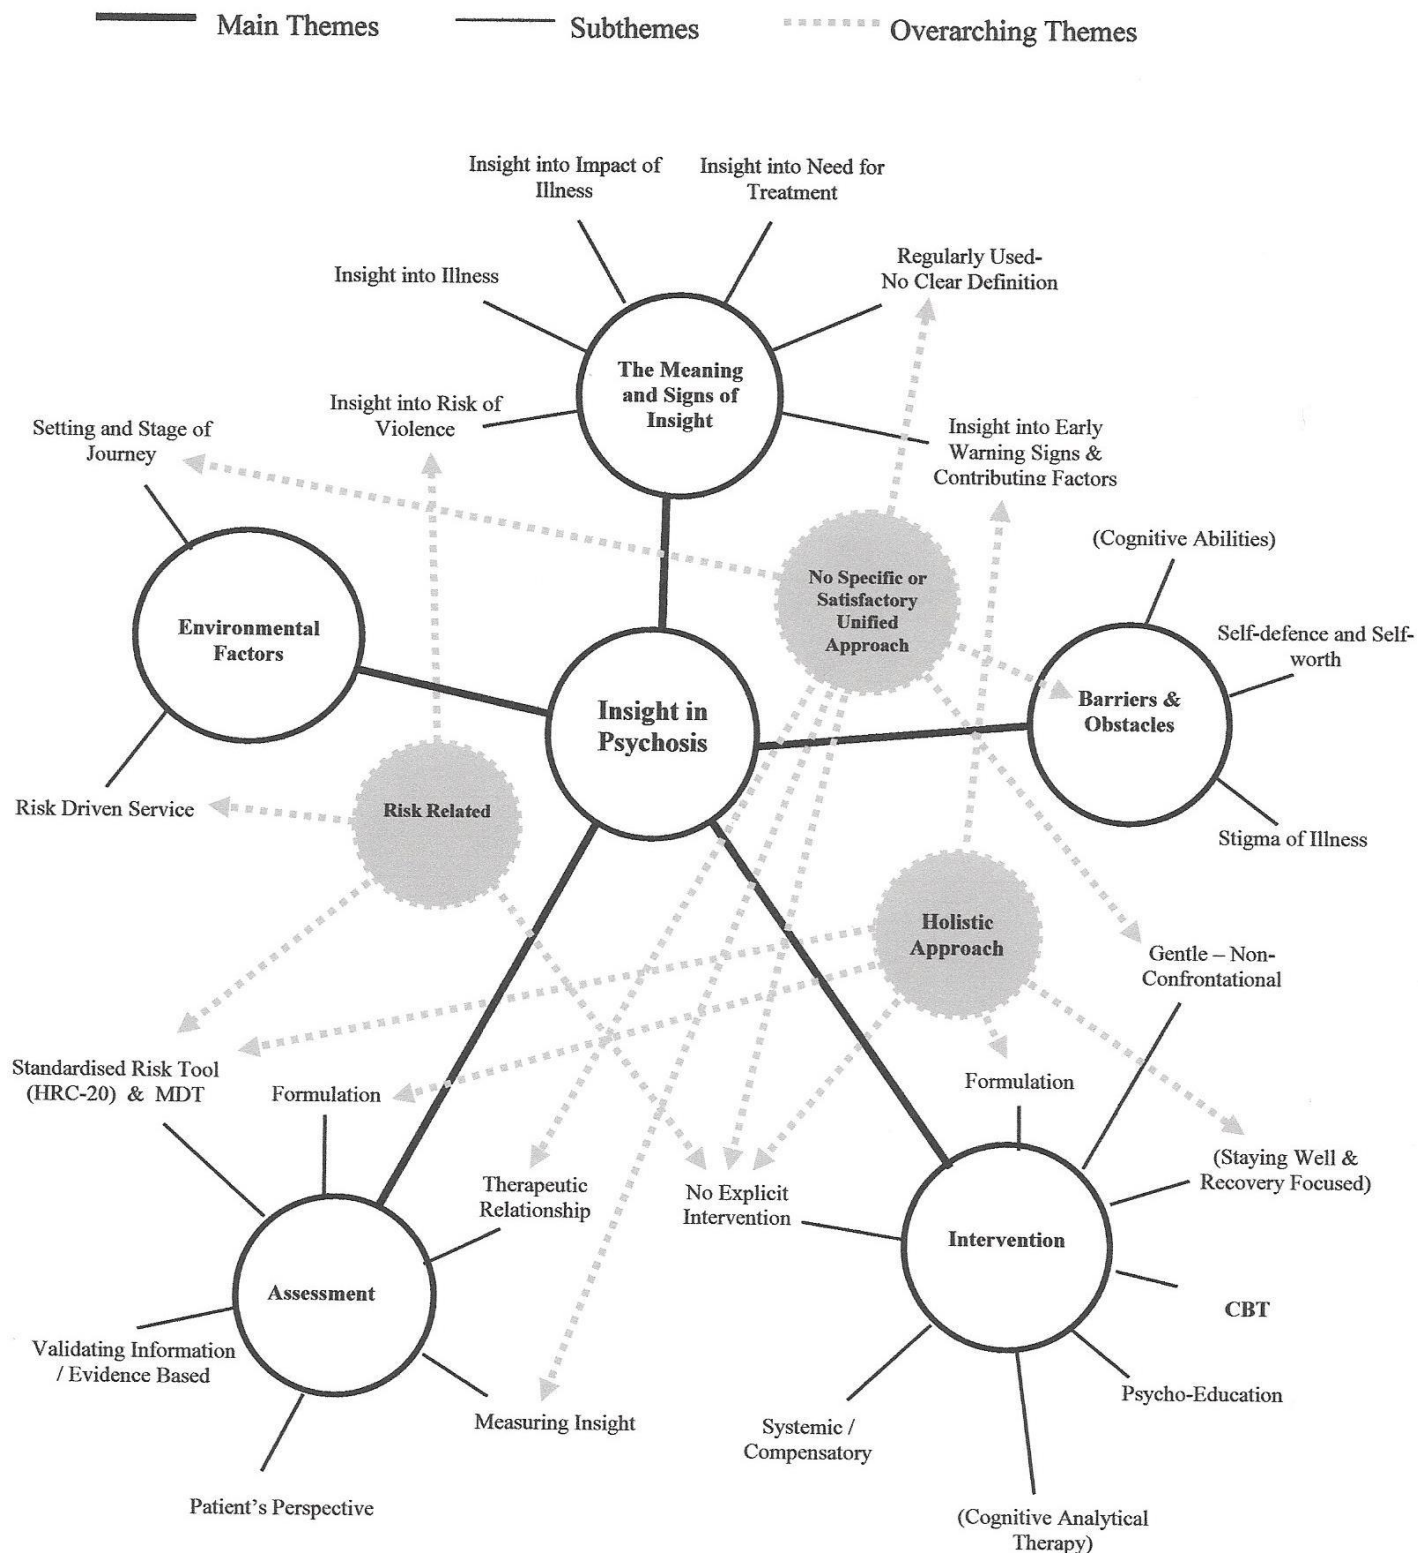 Main Themes
Subthemes
Overarching Themes
Insight into Impact of
Illness
Insight into Need for
Treatment
Insight into Illness
Regularly Used-
No Clear Definition
The Meaning
and Signs of
Insight
Insight into Risk of
Violence
Insight into Early
Warning Signs &
Contributing Factors
Setting and Stage of
Journey
Environmental
Factors
Risk Driven Service
No Specific or
Satisfactory
Unified
Approach
(Cognitive Abilities)
Self-defence and Self-
worth
Barriers &
Obstacles
Stigma of Illness
Insight in
Psychosis
Risk Related
Holistic
Approach
Gentle – Non-
Confrontational
Standardised Risk Tool
(HRC-20) & MDT
Formulation
Therapeutic
Relationship
Assessment
Validating Information
/ Evidence Based
Measuring Insight
Patient's Perspective
No Explicit
Intervention
Formulation
(Staying Well &
Recovery Focused)
Intervention
CBT
Psycho-Education
Systemic /
Compensatory
(Cognitive Analytical
Therapy)